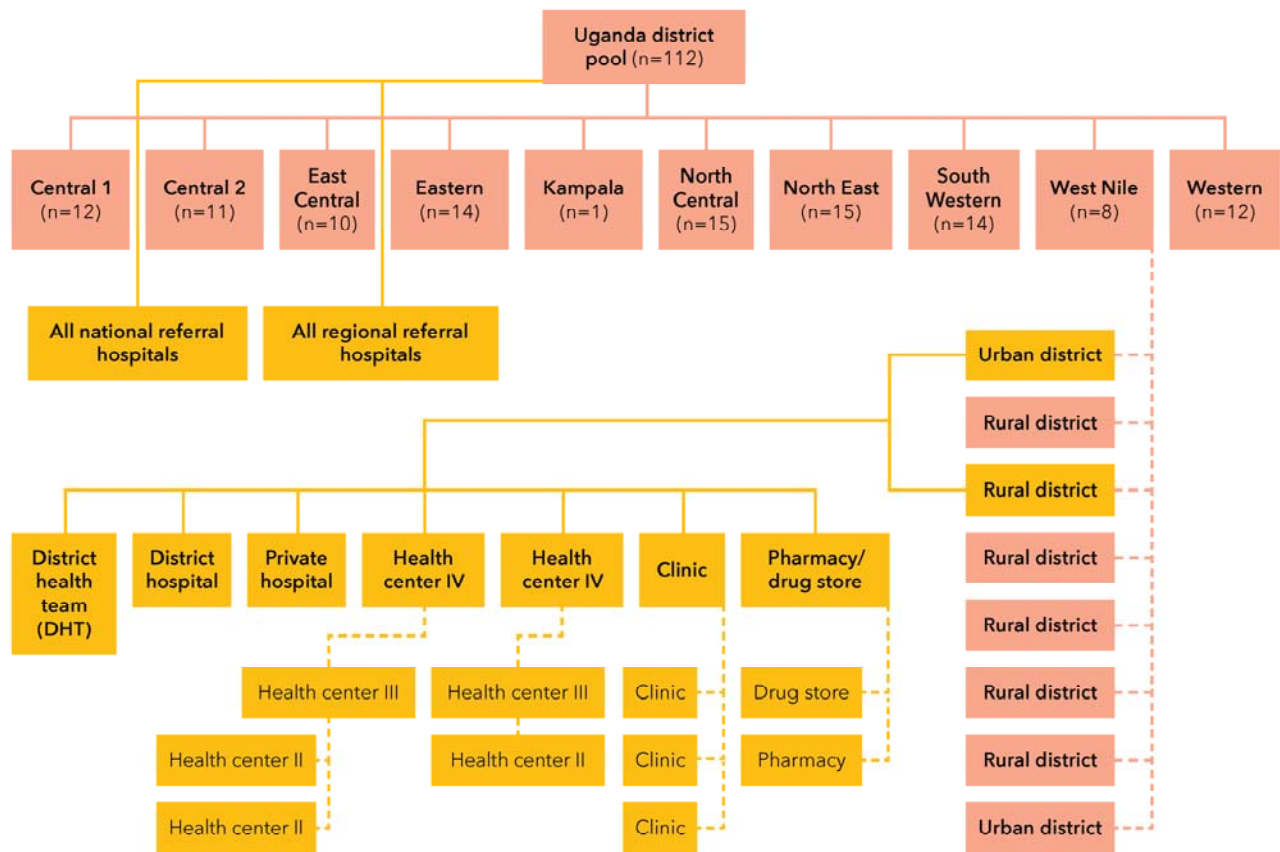 Uganda district
pool (n=112)
Central 1
(n=12)
Central 2
(n=11)
East
Central
(n=10)
Eastern
(n=14)
Kampala
(n=1)
North
Central
(n=15)
North East
(n=15)
South
Western
(n=14)
West Nile
(n=8)
Western
(n=12)
All national referral
hospitals
All regional referral
hospitals
Urban district
Rural district
Rural district
Rural district
Rural district
Rural district
Rural district
Urban district
District
health
team
(DHT)
District
hospital
Private
hospital
Health
center IV
Health
center IV
Clinic
Pharmacy/
drug store
Health center III
Health center III
Clinic
Drug store
Health center II
Health center II
Clinic
Pharmacy
Health center II
Clinic